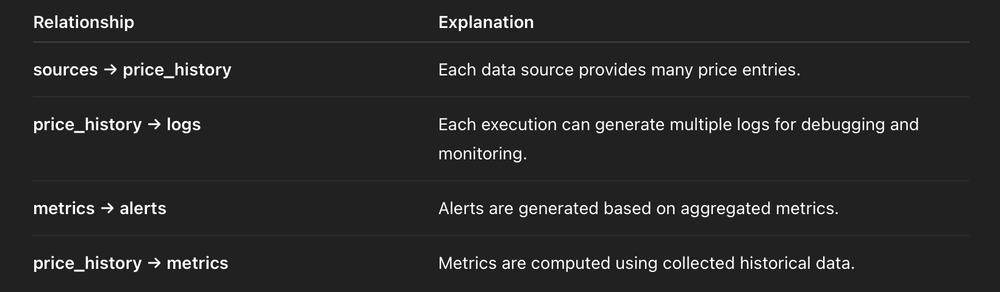 Relationship Explanation
sources → price_history Each data source provides many price entries.
price_history → logs Each execution can generate multiple logs for debugging and
monitoring.
metrics → alerts Alerts are generated based on aggregated metrics.
price_history → metrics Metrics are computed using collected historical data.